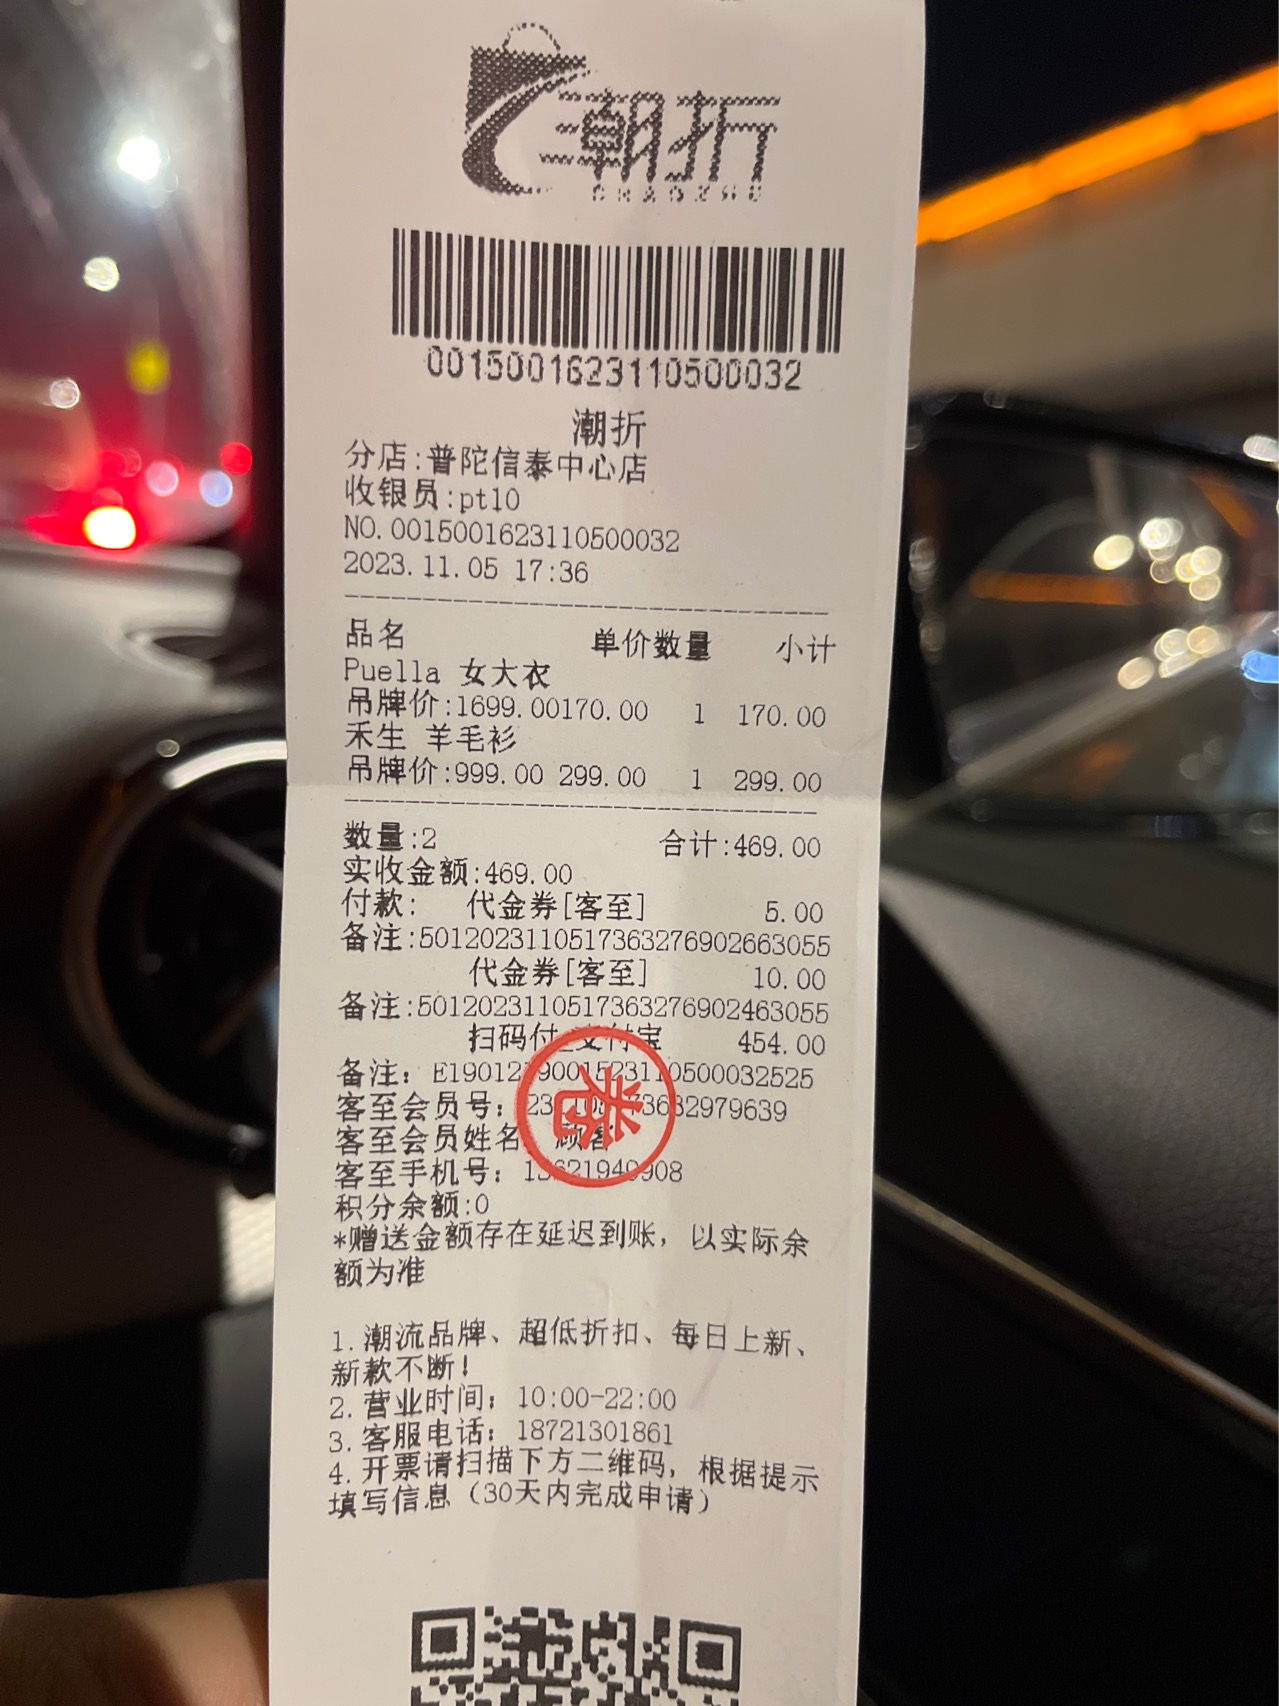 潮折
CHAOZHE
0015001623110500032
潮折
分店:普陀信泰中心店
收银员:pt10
NO.0015001623110500032
2023.11.05 17:36
品名 单价数量 小计
Puella 女大衣
吊牌价:1699.00170.00 1 170.00
禾生 羊毛衫
吊牌价:999.00 299.00 1 299.00
数量:2 合计:469.00
实收金额:469.00
付款: 代金券[客至] 5.00
备注:5012023110517363276902663055
代金券[客至] 10.00
备注:5012023110517363276902463055
扫码付_支付宝 454.00
备注:
客至会员号:
客至会员姓名 顾客
客至手机号:
积分余额:0
*赠送金额存在延迟到账，以实际余
额为准
1.潮流品牌、超低折扣、每日上新、
新款不断!
2.营业时间: 10:00-22:00
3.客服电话: 18721301861
4.开票请扫描下方二维码，根据提示
填写信息（30天内完成申请）